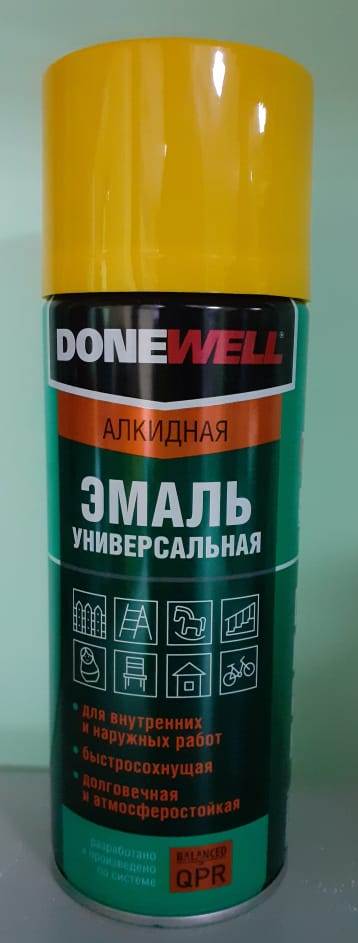 DONEWELL®
АЛКИДНАЯ
ЭМАЛЬ
УНИВЕРСАЛЬНАЯ
• для внутренних
и наружных работ
• быстросохнущая
• долговечная
и атмосферостойкая
разработано
и произведено
по системе
BALANCED
QPR